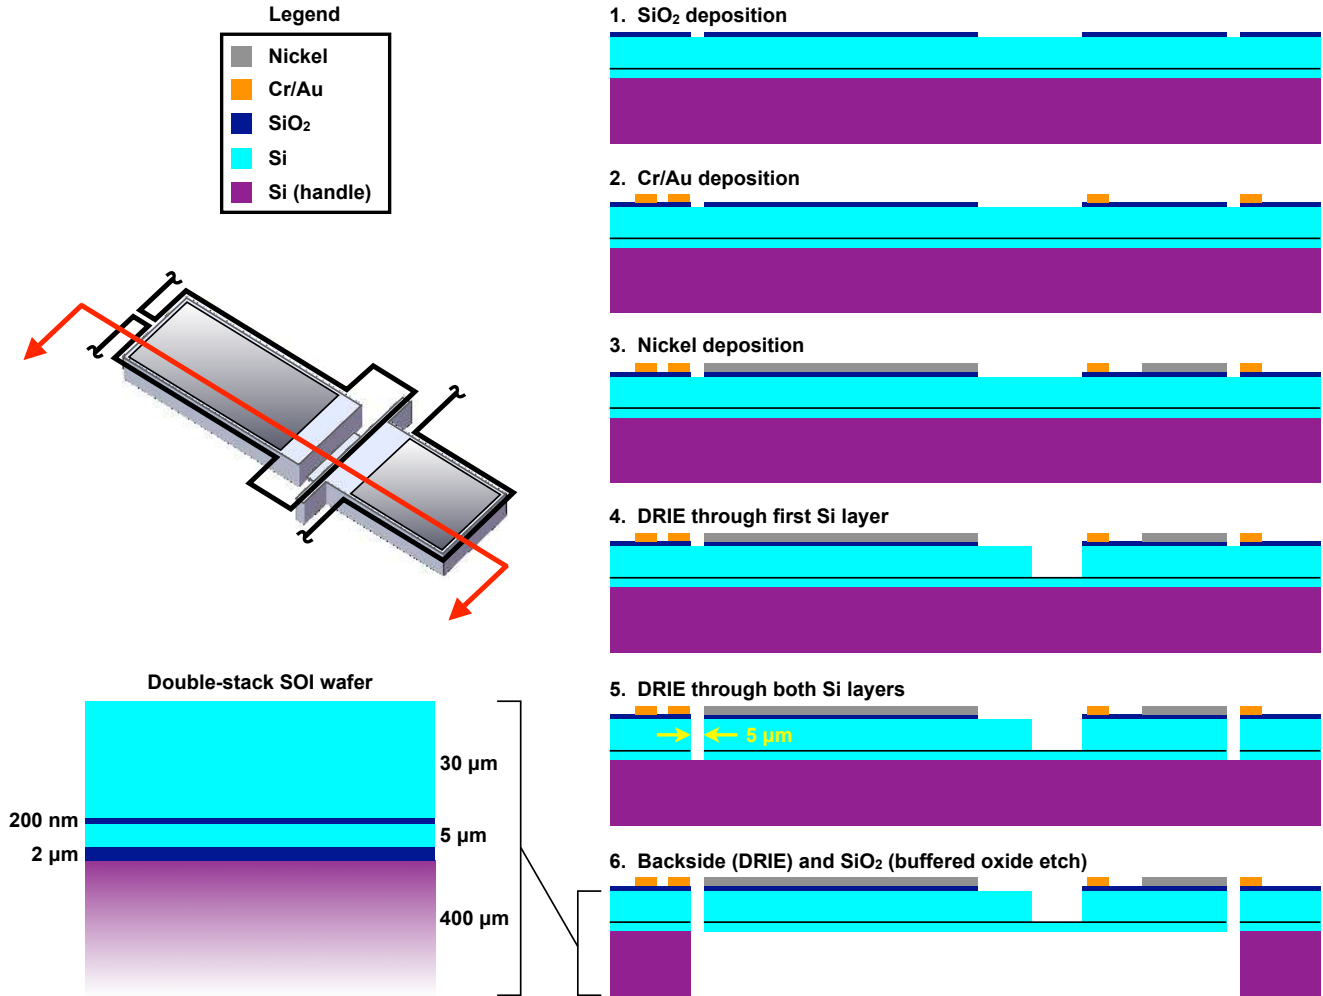 Legend
Nickel
Cr/Au
SiO₂
Si
Si (handle)
Double-stack SOI wafer
30 µm
200 nm
5 µm
2 µm
400 µm
1. SiO₂ deposition
2. Cr/Au deposition
3. Nickel deposition
4. DRIE through first Si layer
5. DRIE through both Si layers
5 µm
6. Backside (DRIE) and SiO₂ (buffered oxide etch)